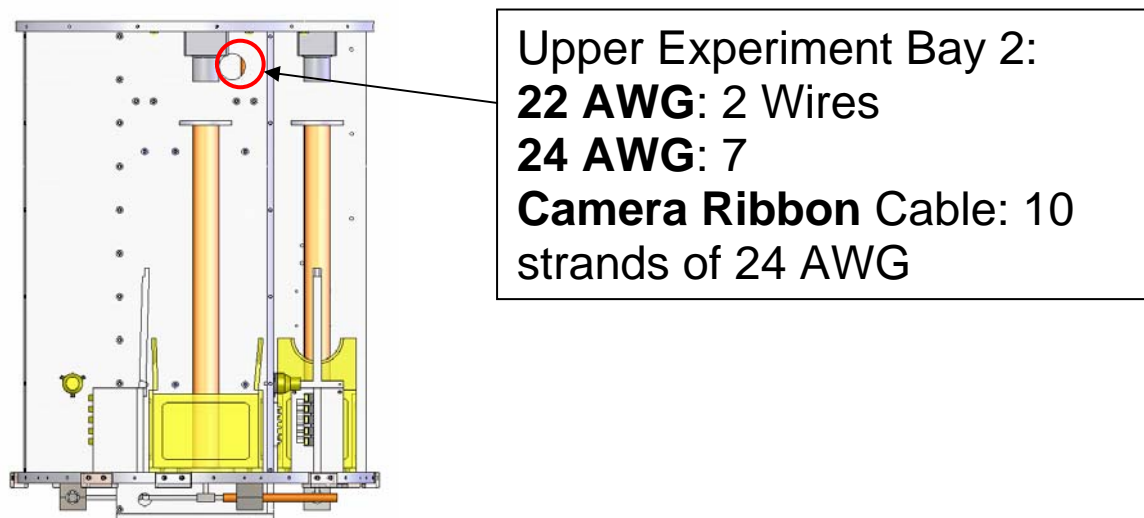 Upper Experiment Bay 2:
22 AWG: 2 Wires
24 AWG: 7
Camera Ribbon Cable: 10
strands of 24 AWG